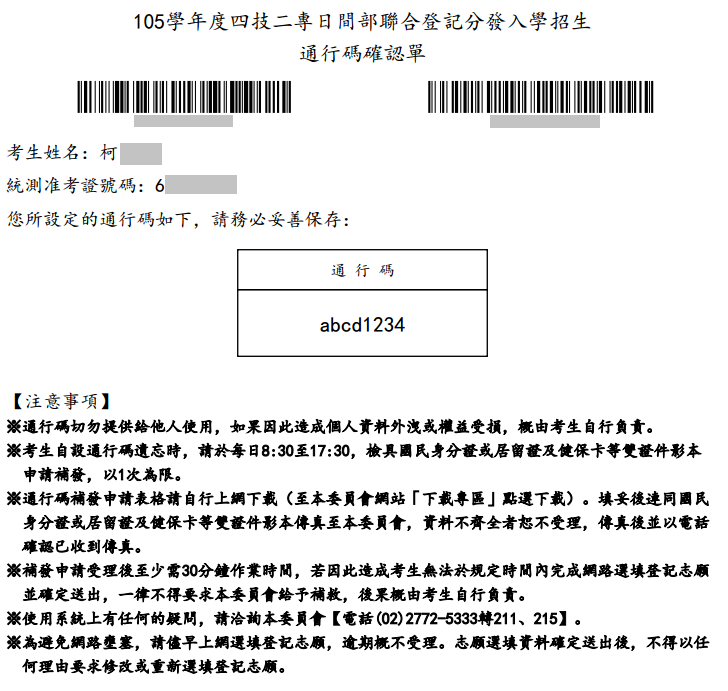 105學年度四技二專日間部聯合登記分發入學招生
通行碼確認單
考生姓名：柯
統測准考證號碼：6
您所設定的通行碼如下，請務必妥善保存：
通 行 碼
abcd1234
【注意事項】
※通行碼切勿提供給他人使用，如果因此造成個人資料外洩或權益受損，概由考生自行負責。
※考生自設通行碼遺忘時，請於每日8:30至17:30，檢具國民身分證或居留證及健保卡等雙證件影本
申請補發，以1次為限。
※通行碼補發申請表格請自行上網下載（至本委員會網站「下載專區」點選下載）。填妥後連同國民
身分證或居留證及健保卡等雙證件影本傳真至本委員會，資料不齊全者恕不受理，傳真後並以電話
確認已收到傳真。
※補發申請受理後至少需30分鐘作業時間，若因此造成考生無法於規定時間內完成網路選填登記志願
並確定送出，一律不得要求本委員會給予補救，後果概由考生自行負責。
※使用系統上有任何的疑問，請洽詢本委員會【電話(02)2772-5333轉211、215】。
※為避免網路壅塞，請儘早上網選填登記志願，逾期概不受理。志願選填資料確定送出後，不得以任
何理由要求修改或重新選填登記志願。